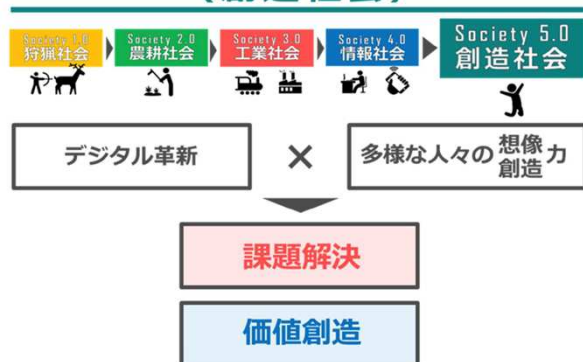 Society 1.0
狩猟社会
Society 2.0
農耕社会
Society 3.0
工業社会
Society 4.0
情報社会
Society 5.0
創造社会
デジタル革新
×
多様な人々の 想像 力
創造
課題解決
価値創造